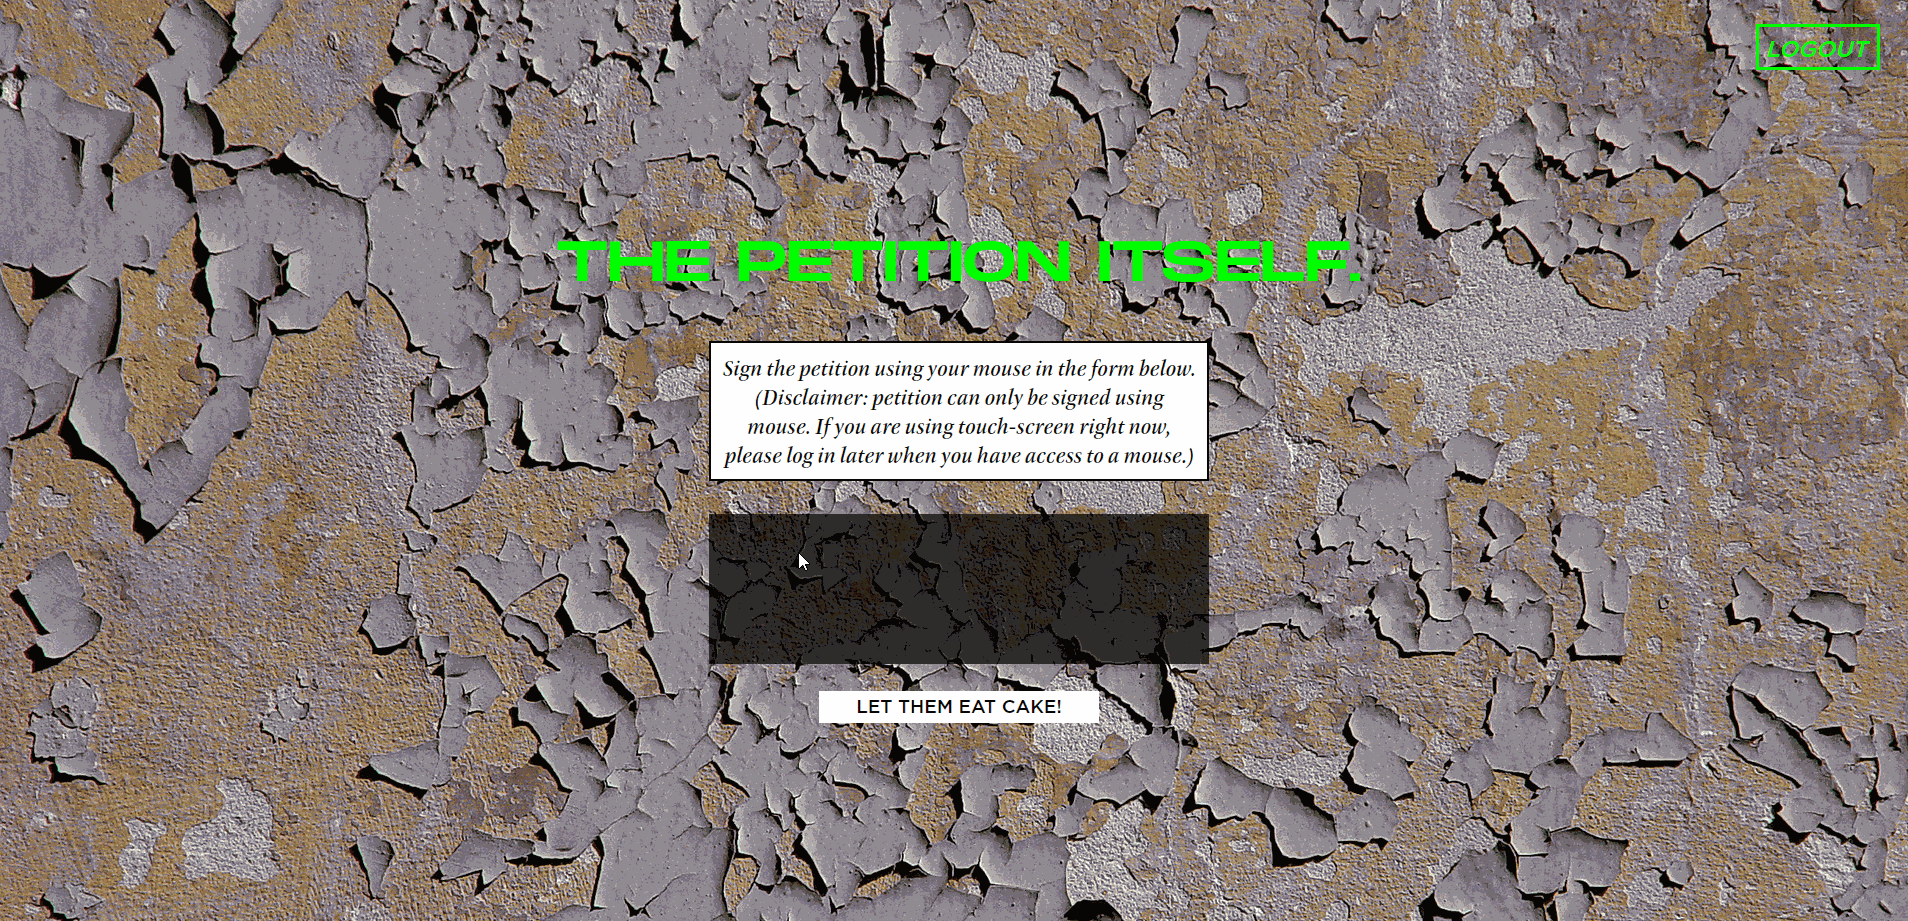 LOGOUT
THE PETITION ITSELF.
Sign the petition using your mouse in the form below.
(Disclaimer: petition can only be signed using
mouse. If you are using touch-screen right now,
please log in later when you have access to a mouse.)
LET THEM EAT CAKE!